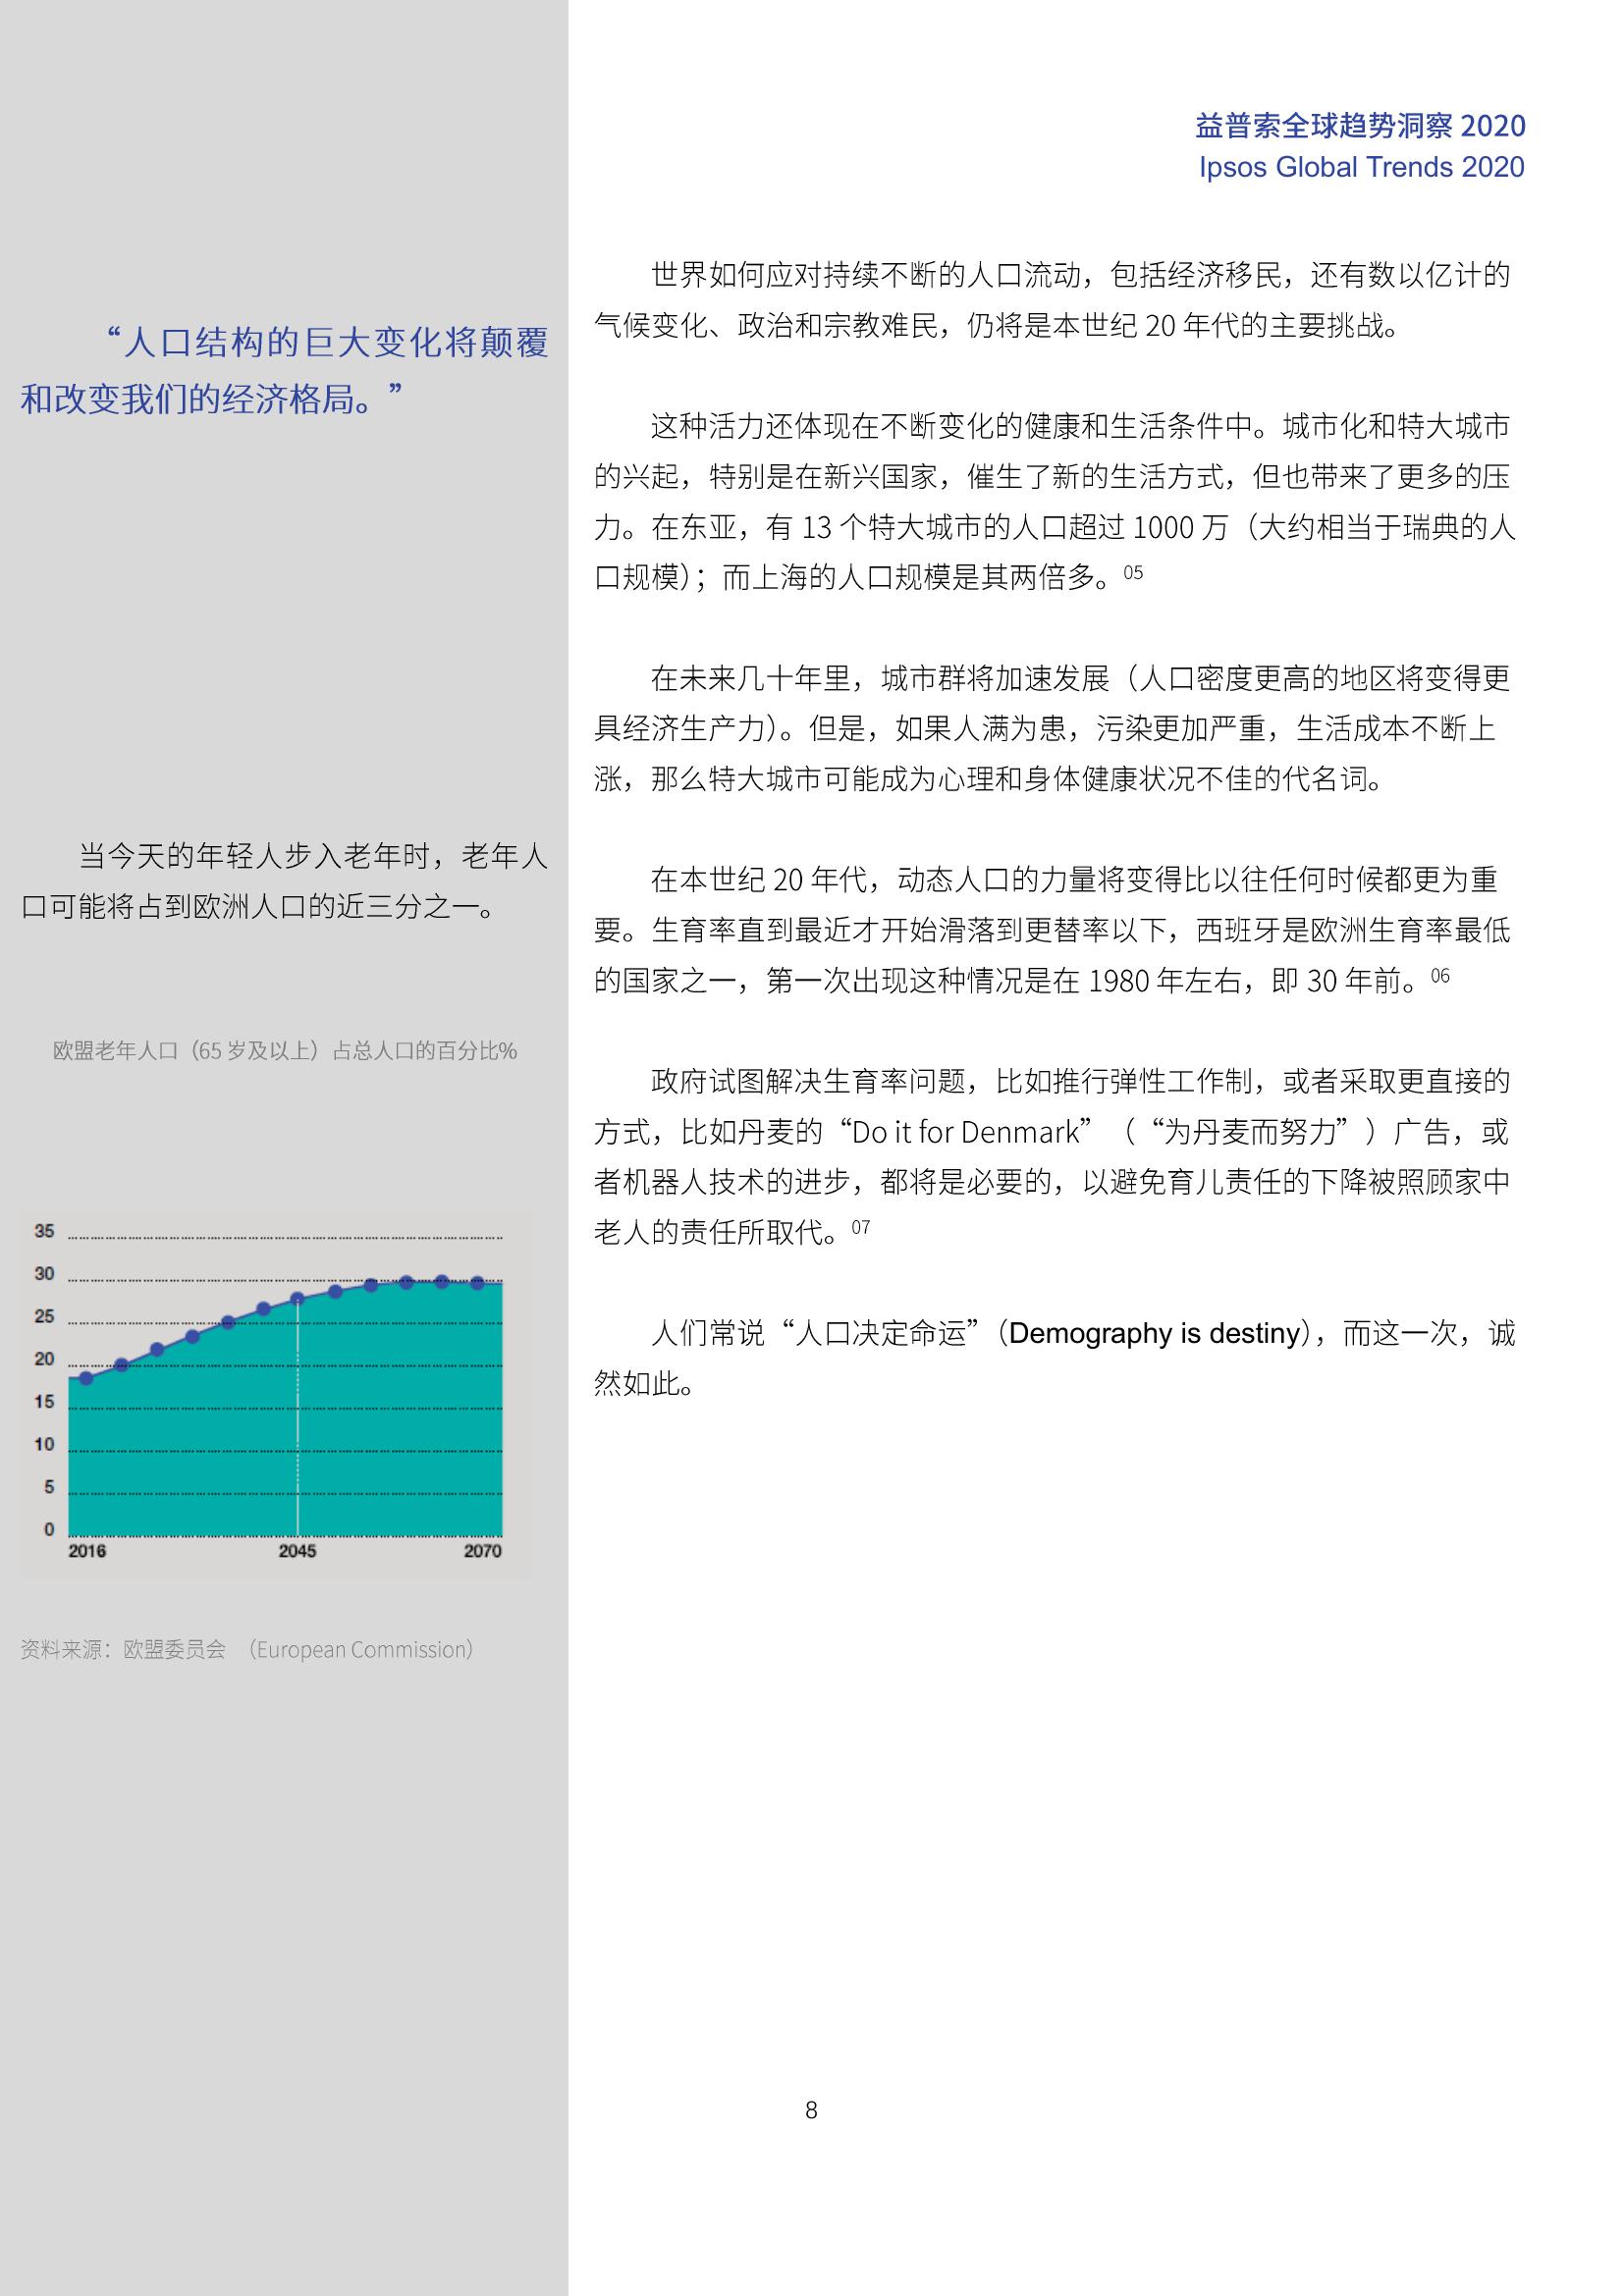 益普索全球趋势洞察 2020
Ipsos Global Trends 2020
“人口结构的巨大变化将颠覆
和改变我们的经济格局。”
当今天的年轻人步入老年时，老年人
口可能将占到欧洲人口的近三分之一。
欧盟老年人口（65 岁及以上）占总人口的百分比%
35
30
25
20
15
10
5
0
2016 2045 2070
资料来源：欧盟委员会 （European Commission）
世界如何应对持续不断的人口流动，包括经济移民，还有数以亿计的
气候变化、政治和宗教难民，仍将是本世纪 20 年代的主要挑战。
这种活力还体现在不断变化的健康和生活条件中。城市化和特大城市
的兴起，特别是在新兴国家，催生了新的生活方式，但也带来了更多的压
力。在东亚，有 13 个特大城市的人口超过 1000 万（大约相当于瑞典的人
口规模）；而上海的人口规模是其两倍多。05
在未来几十年里，城市群将加速发展（人口密度更高的地区将变得更
具经济生产力）。但是，如果人满为患，污染更加严重，生活成本不断上
涨，那么特大城市可能成为心理和身体健康状况不佳的代名词。
在本世纪 20 年代，动态人口的力量将变得比以往任何时候都更为重
要。生育率直到最近才开始滑落到更替率以下，西班牙是欧洲生育率最低
的国家之一，第一次出现这种情况是在 1980 年左右，即 30 年前。06
政府试图解决生育率问题，比如推行弹性工作制，或者采取更直接的
方式，比如丹麦的“Do it for Denmark”（“为丹麦而努力”）广告，或
者机器人技术的进步，都将是必要的，以避免育儿责任的下降被照顾家中
老人的责任所取代。07
人们常说“人口决定命运”（Demography is destiny），而这一次，诚
然如此。
8